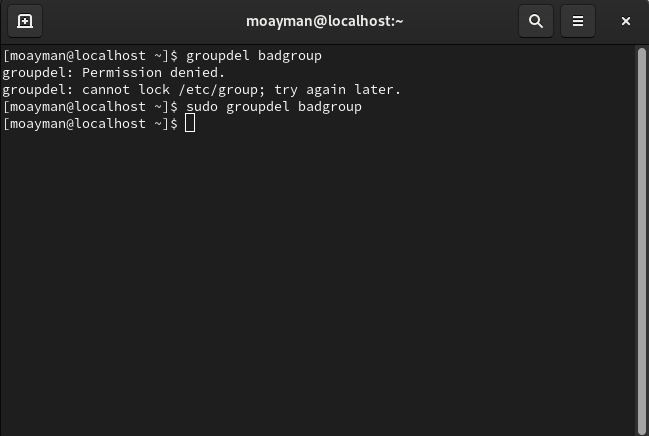 moayman@localhost:~
[moayman@localhost ~]$ groupdel badgroup
groupdel: Permission denied.
groupdel: cannot lock /etc/group; try again later.
[moayman@localhost ~]$ sudo groupdel badgroup
[moayman@localhost ~]$